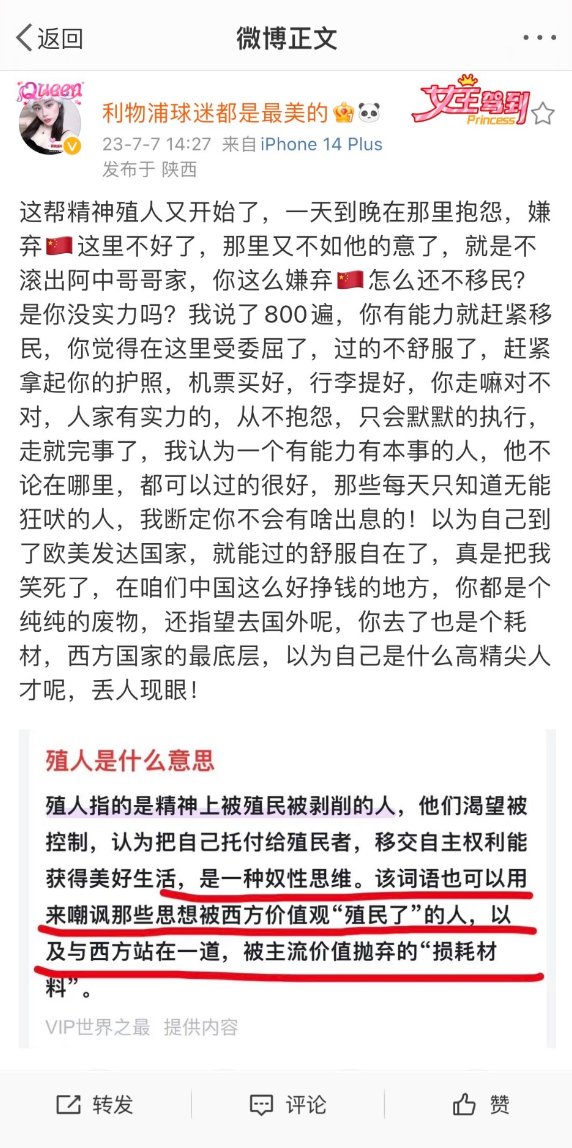 返回
微博正文
Queen
利物浦球迷都是最美的
女王驾到
Princess
23-7-7 14:27 来自 iPhone 14 Plus
发布于 陕西
这帮精神殖人又开始了，一天到晚在那里抱怨，嫌
弃🇨🇳这里不好了，那里又不如他的意了，就是不
滚出阿中哥哥家，你这么嫌弃🇨🇳怎么还不移民？
是你没实力吗？我说了800遍，你有能力就赶紧移
民，你觉得在这里受委屈了，过的不舒服了，赶紧
拿起你的护照，机票买好，行李提好，你走嘛对不
对，人家有实力的，从不抱怨，只会默默的执行，
走就完事了，我认为一个有能力有本事的人，他不
论在哪里，都可以过的很好，那些每天只知道无能
狂吠的人，我断定你不会有啥出息的！以为自己到
了欧美发达国家，就能过的舒服自在了，真是把我
笑死了，在咱们中国这么好挣钱的地方，你都是个
纯纯的废物，还指望去国外呢，你去了也是个耗
材，西方国家的最底层，以为自己是什么高精尖人
才呢，丢人现眼！
殖人是什么意思
殖人指的是精神上被殖民被剥削的人，他们渴望被
控制，认为把自己托付给殖民者，移交自主权利能
获得美好生活，是一种奴性思维。该词语也可以用
来嘲讽那些思想被西方价值观“殖民了”的人，以
及与西方站在一道，被主流价值抛弃的“损耗材
料”。
VIP世界之最 提供内容
转发 评论 赞